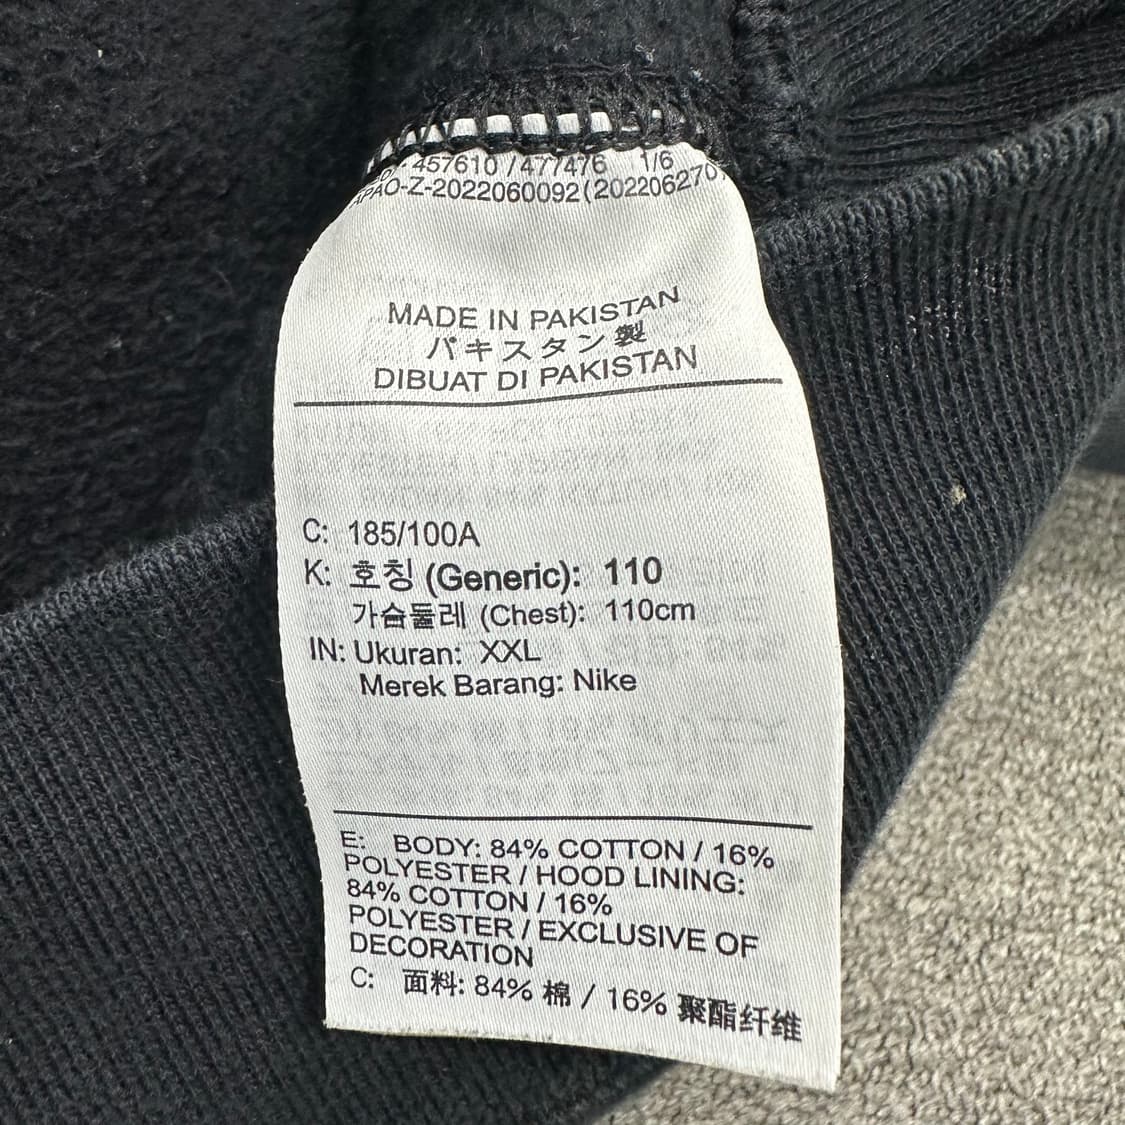 457610 / 477476 1/6
APAO-Z-2022060092(202206270
MADE IN PAKISTAN
パキスタン製
DIBUAT DI PAKISTAN
C: 185/100A
K: 호칭 (Generic): 110
가슴둘레 (Chest): 110cm
IN: Ukuran: XXL
Merek Barang: Nike
E: BODY: 84% COTTON / 16%
POLYESTER / HOOD LINING:
84% COTTON / 16%
POLYESTER / EXCLUSIVE OF
DECORATION
C: 面料: 84% 棉 / 16% 聚酯纤维